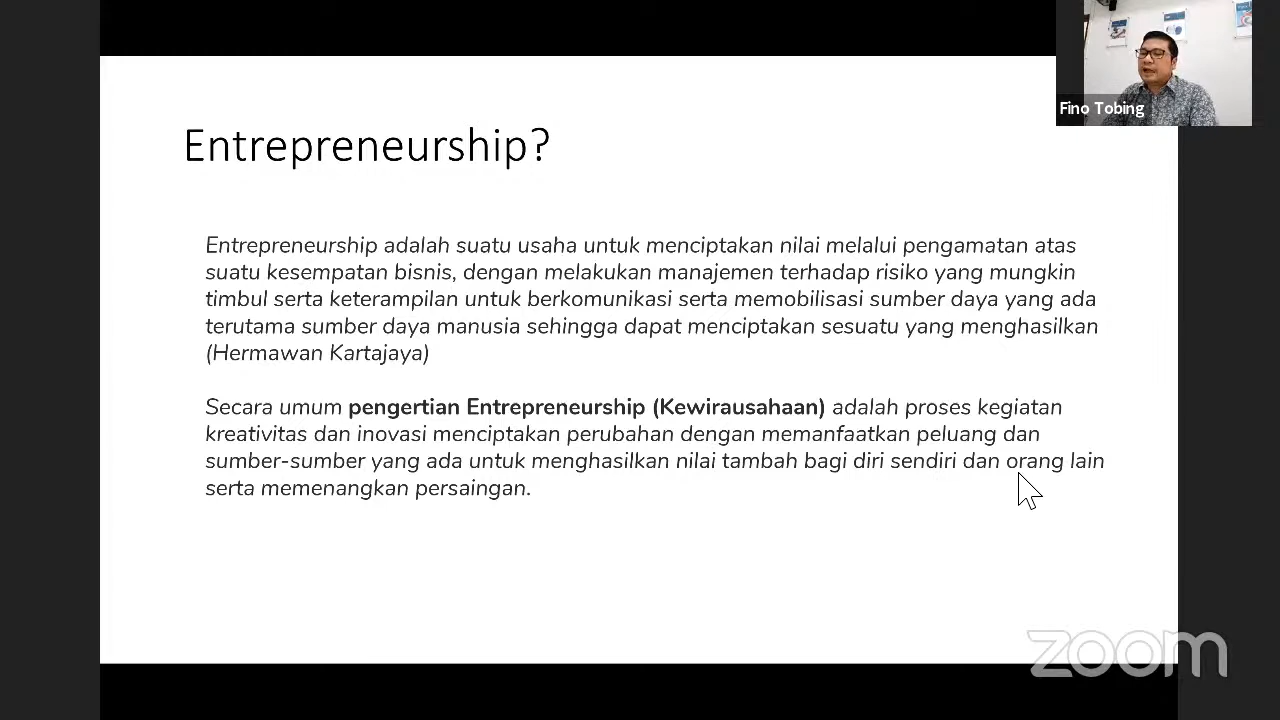 Fino Tobing
Entrepreneurship?
Entrepreneurship adalah suatu usaha untuk menciptakan nilai melalui pengamatan atas
suatu kesempatan bisnis, dengan melakukan manajemen terhadap risiko yang mungkin
timbul serta keterampilan untuk berkomunikasi serta memobilisasi sumber daya yang ada
terutama sumber daya manusia sehingga dapat menciptakan sesuatu yang menghasilkan
(Hermawan Kartajaya)
Secara umum pengertian Entrepreneurship (Kewirausahaan) adalah proses kegiatan
kreativitas dan inovasi menciptakan perubahan dengan memanfaatkan peluang dan
sumber-sumber yang ada untuk menghasilkan nilai tambah bagi diri sendiri dan orang lain
serta memenangkan persaingan.
zoom